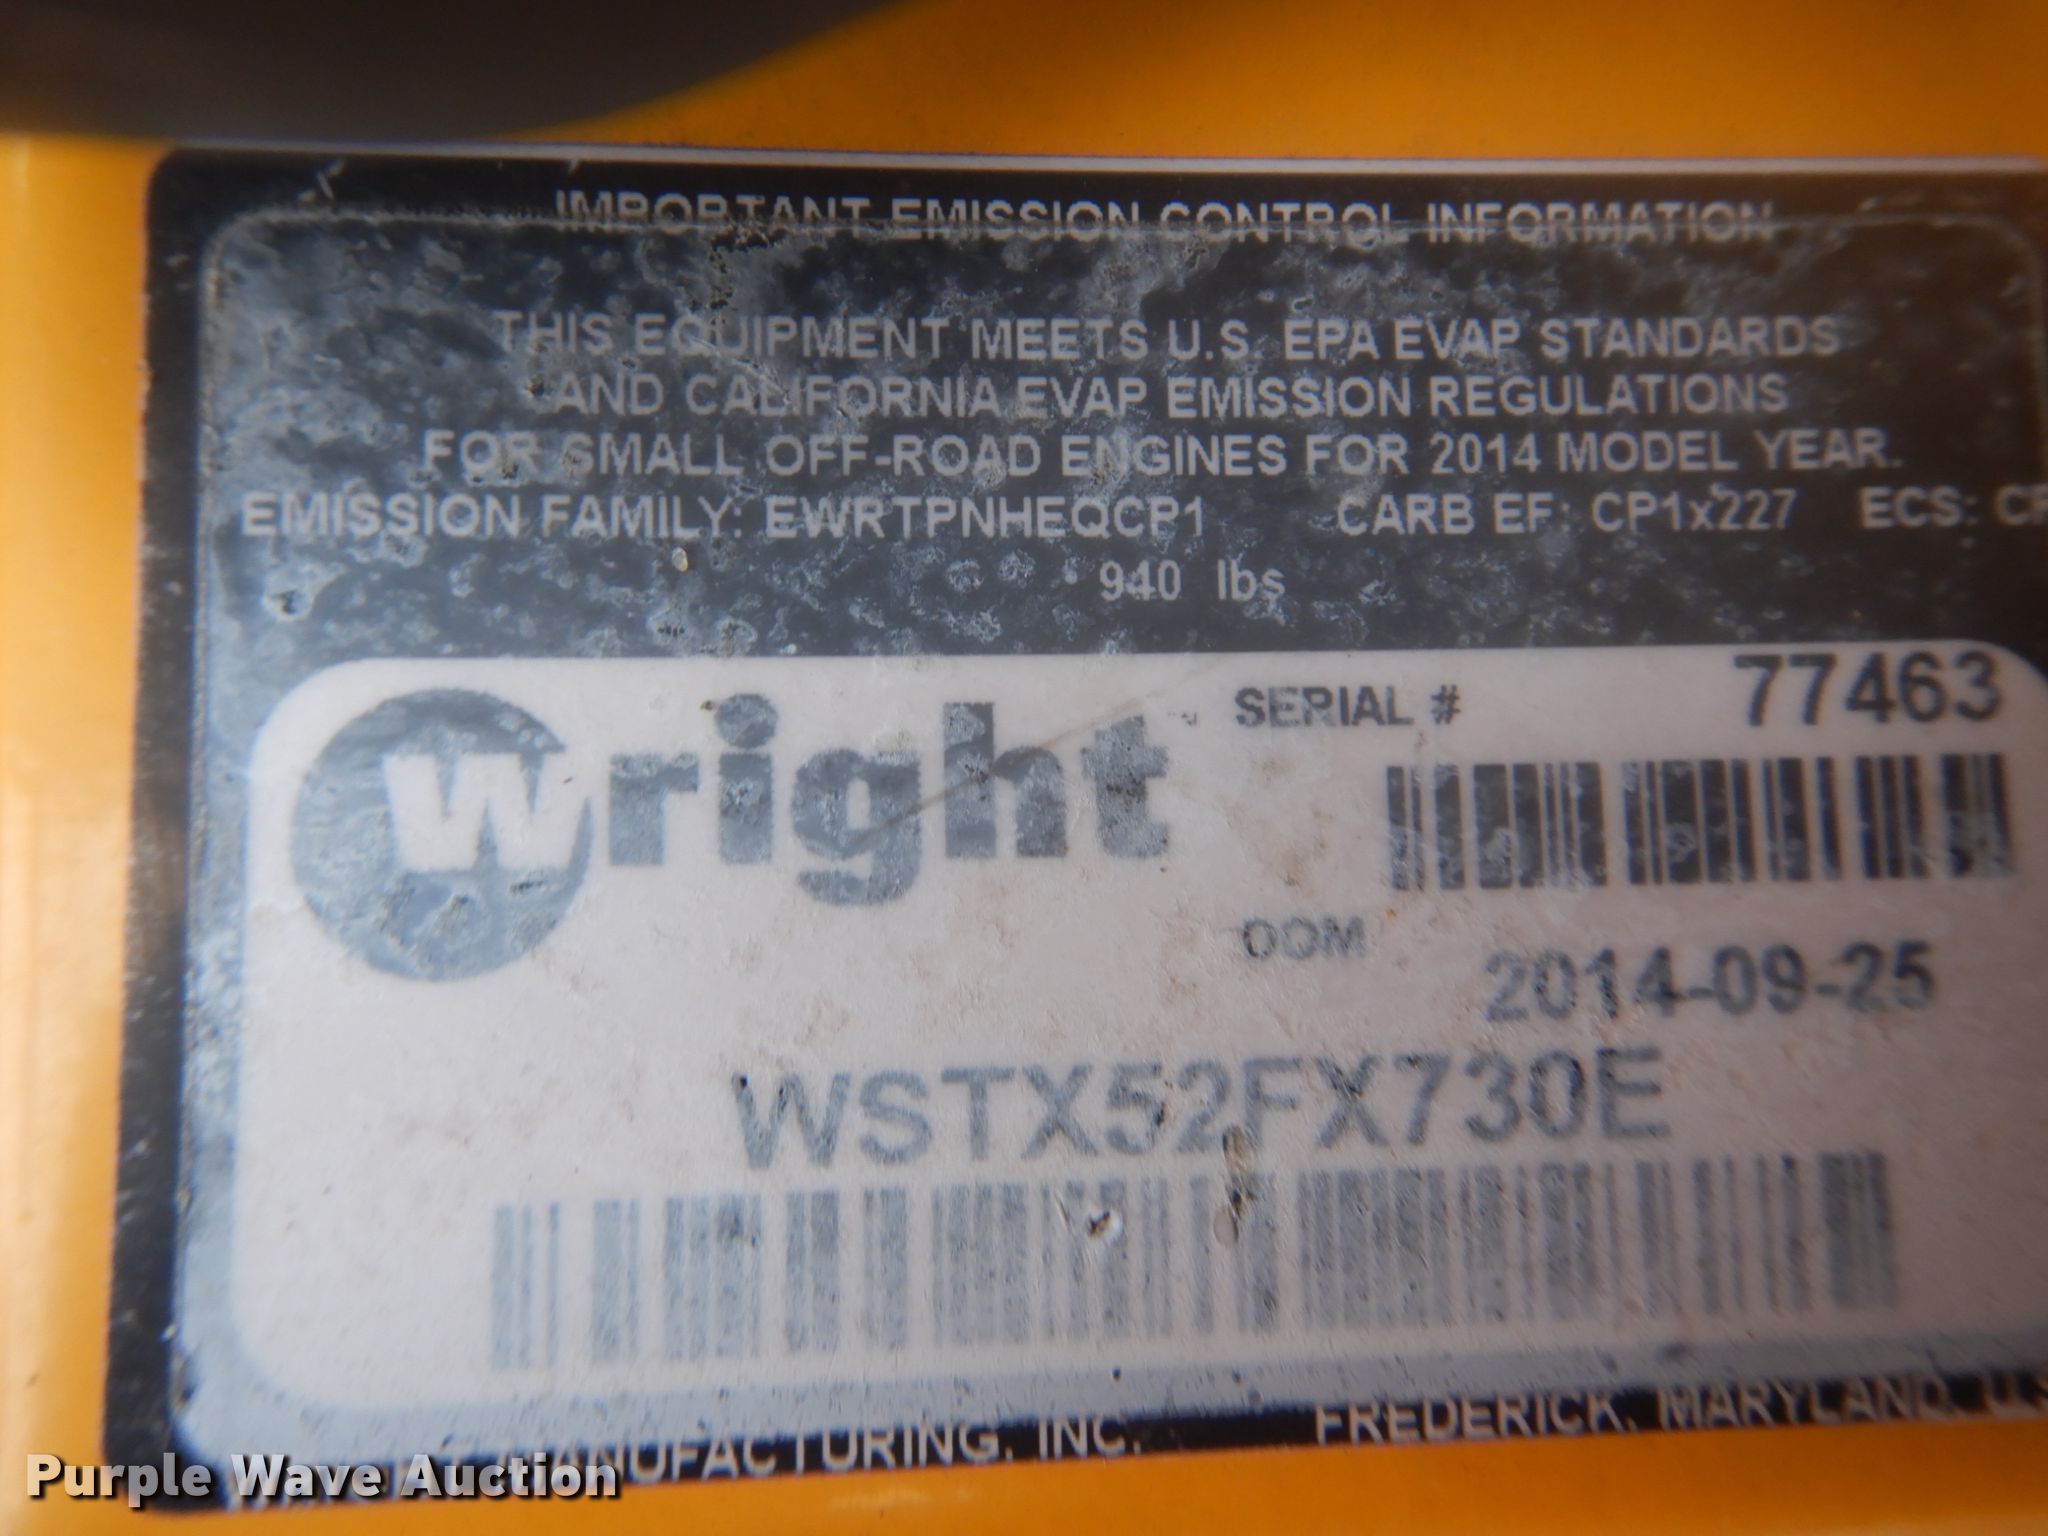 IMPORTANT EMISSION CONTROL INFORMATION
THIS EQUIPMENT MEETS U.S. EPA EVAP STANDARDS
AND CALIFORNIA EVAP EMISSION REGULATIONS
FOR SMALL OFF-ROAD ENGINES FOR 2014 MODEL YEAR.
EMISSION FAMILY: EWRTPNHEQCP1 CARB EF: CP1x227 ECS:
940 lbs
wright
SERIAL # 77463
DOM
2014-09-25
WSTX52FX730E
MANUFACTURING, INC. FREDERICK, MARYLAND, U.S
Purple Wave Auction